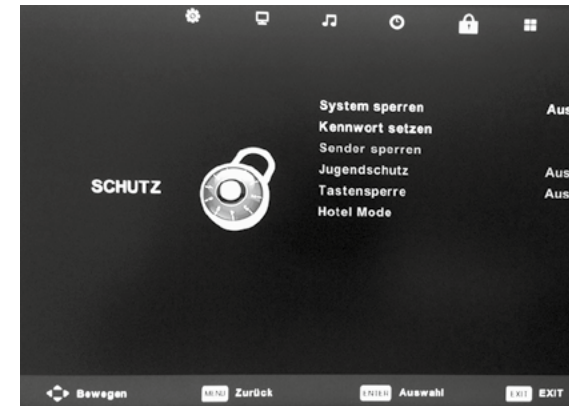 System sperren Aus
Kennwort setzen
Sender sperren
Jugendschutz Aus
SCHUTZ
Tastensperre Aus
Hotel Mode
Bewegen MENU Zurück ENTER Auswahl EXIT EXIT